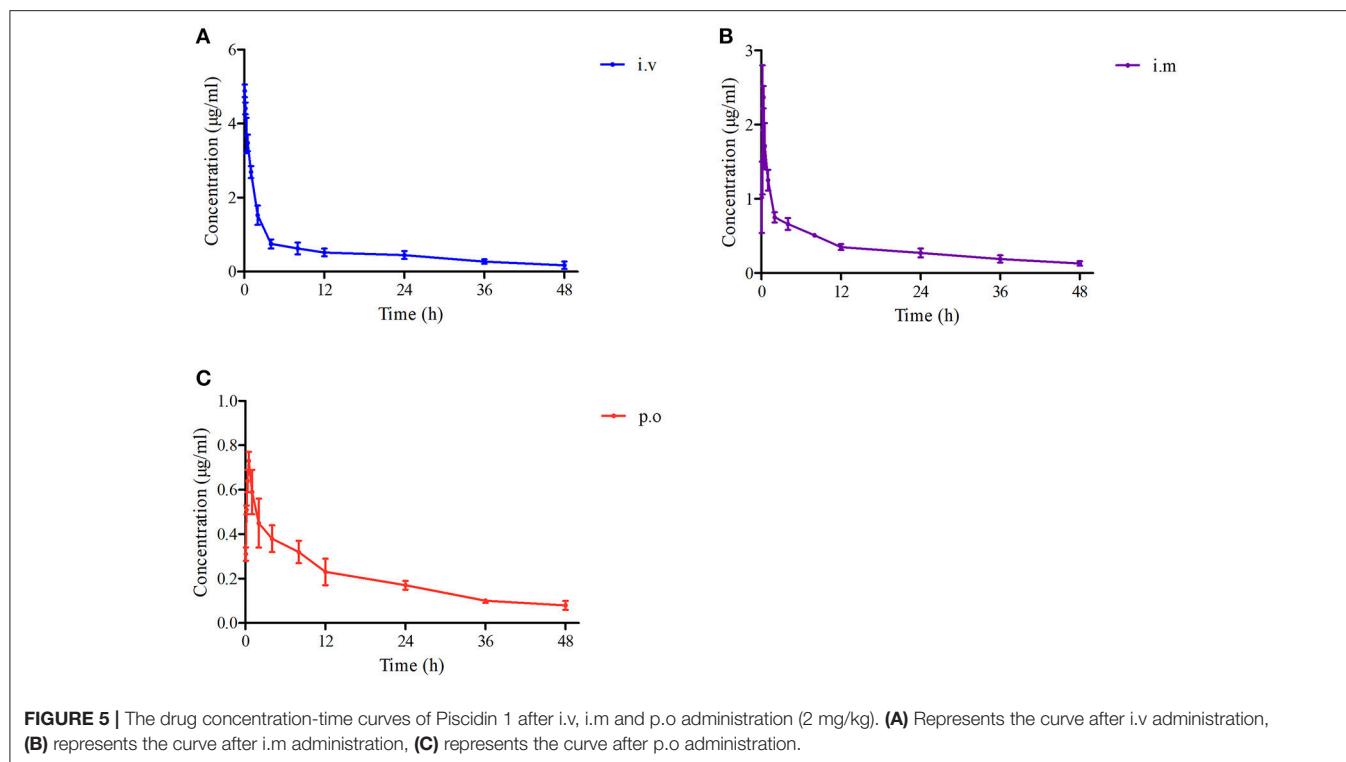 A
6
4
2
0
Concentration (µg/ml)
0 12 24 36 48
Time (h)
i.v
B
3
2
1
0
Concentration (µg/ml)
0 12 24 36 48
Time (h)
i.m
C
1.0
0.8
0.6
0.4
0.2
0.0
Concentration (µg/ml)
0 12 24 36 48
Time (h)
p.o
FIGURE 5 | The drug concentration-time curves of Piscidin 1 after i.v, i.m and p.o administration (2 mg/kg). (A) Represents the curve after i.v administration,
(B) represents the curve after i.m administration, (C) represents the curve after p.o administration.